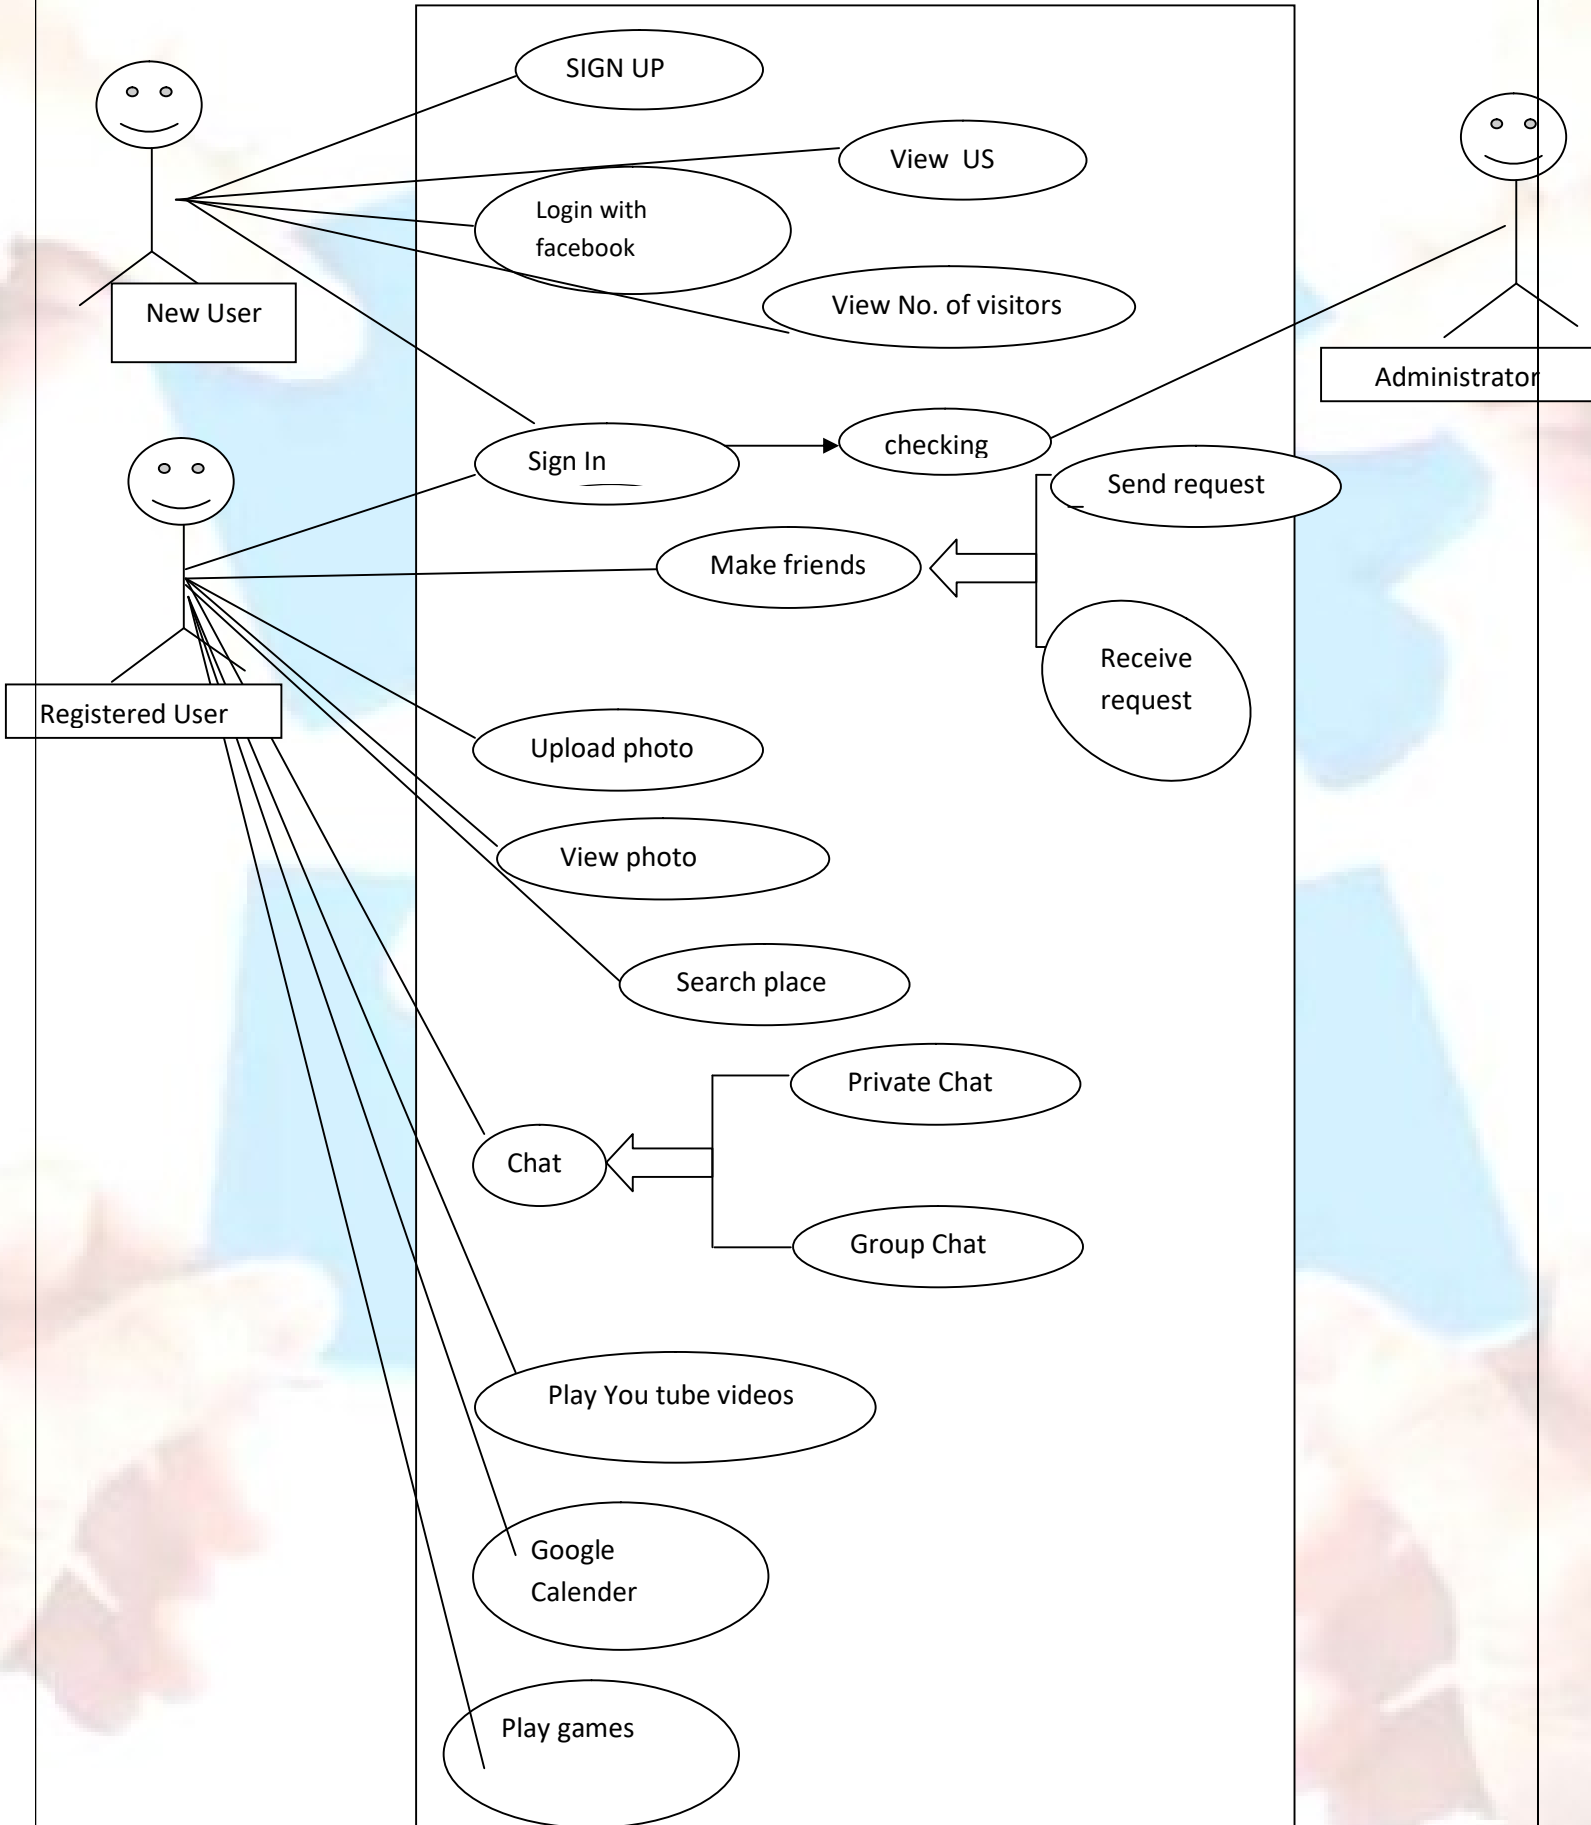 SIGN UP
View  US
Login with
facebook
New User
View No. of visitors
Administrator
checking
Sign In
Send request
Make friends
Receive
request
Registered User
Upload photo
View photo
Search place
Private Chat
Chat
Group Chat
Play You tube videos
Google
Calender
Play games